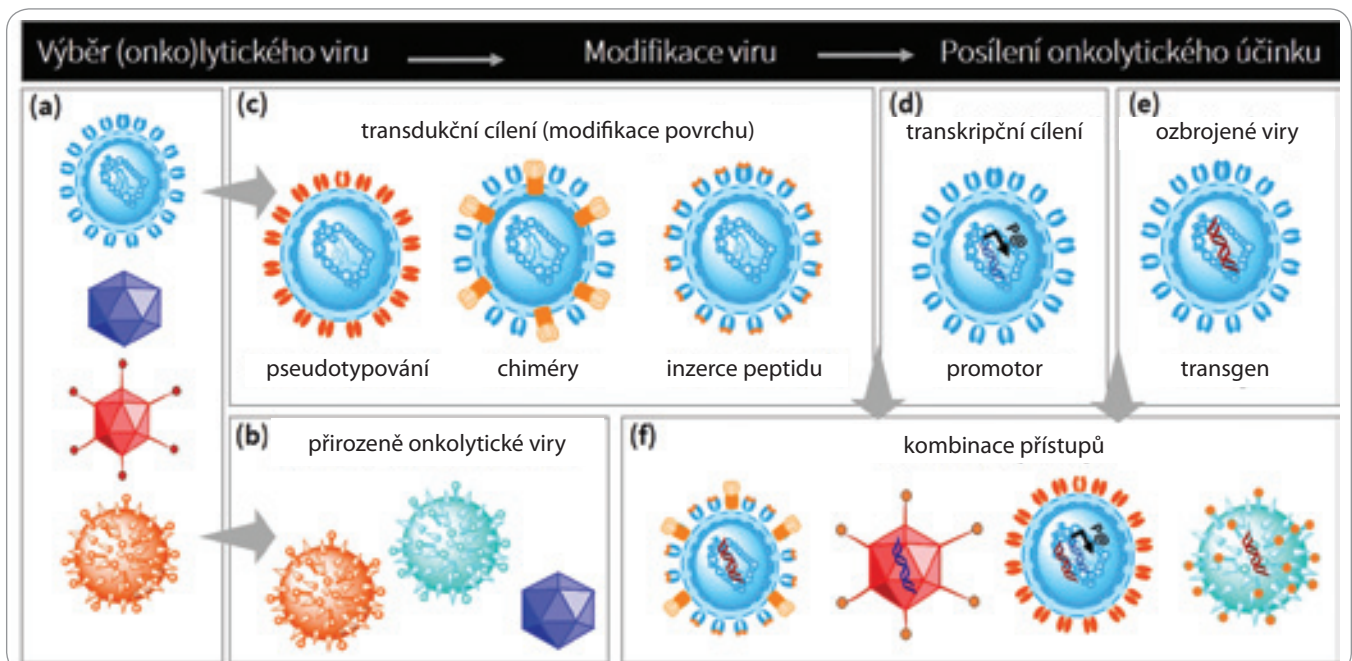 Výběr (onko)lytického viru
Modifikace viru
Posílení onkolytického účinku
(a)
(c)
transdukční cílení (modifikace povrchu)
pseudotypování
chiméry
inzerce peptidu
(d)
transkripční cílení
promotor
(e)
ozbrojené viry
transgen
(b)
přirozeně onkolytické viry
(f)
kombinace přístupů